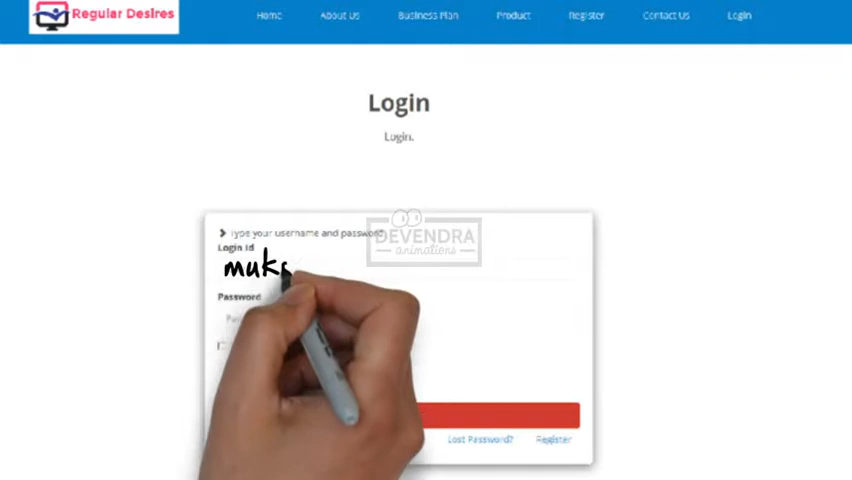 Regular Desires
Home About Us Business Plan Product Register Contact Us Login
Login
Login.
Type your username and password
DEVENDRA
animations
Login Id
muks
Password
Lost Password? Register